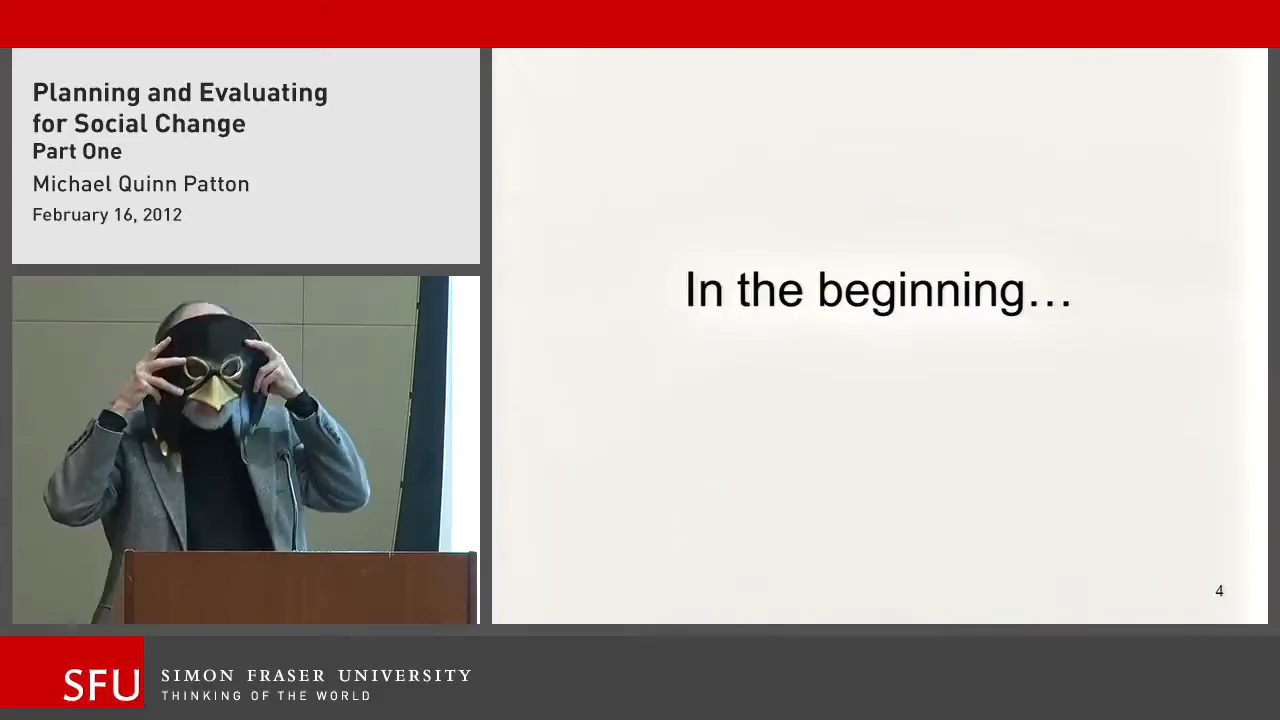 Planning and Evaluating
for Social Change
Part One
Michael Quinn Patton
February 16, 2012
In the beginning…
4
SFU
SIMON FRASER UNIVERSITY
THINKING OF THE WORLD